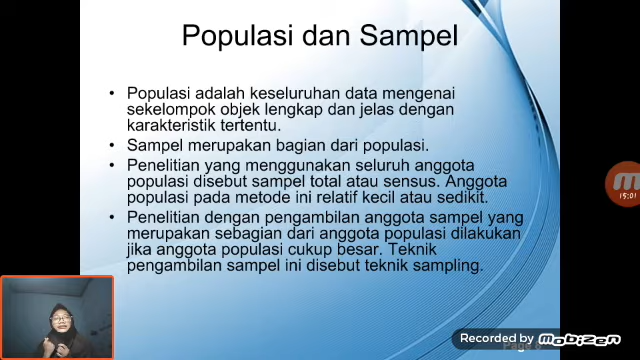 Populasi dan Sampel
• Populasi adalah keseluruhan data mengenai
sekelompok objek lengkap dan jelas dengan
karakteristik tertentu.
• Sampel merupakan bagian dari populasi.
• Penelitian yang menggunakan seluruh anggota
populasi disebut sampel total atau sensus. Anggota
populasi pada metode ini relatif kecil atau sedikit.
• Penelitian dengan pengambilan anggota sampel yang
merupakan sebagian dari anggota populasi dilakukan
jika anggota populasi cukup besar. Teknik
pengambilan sampel ini disebut teknik sampling.
15:01
Recorded by mobizen